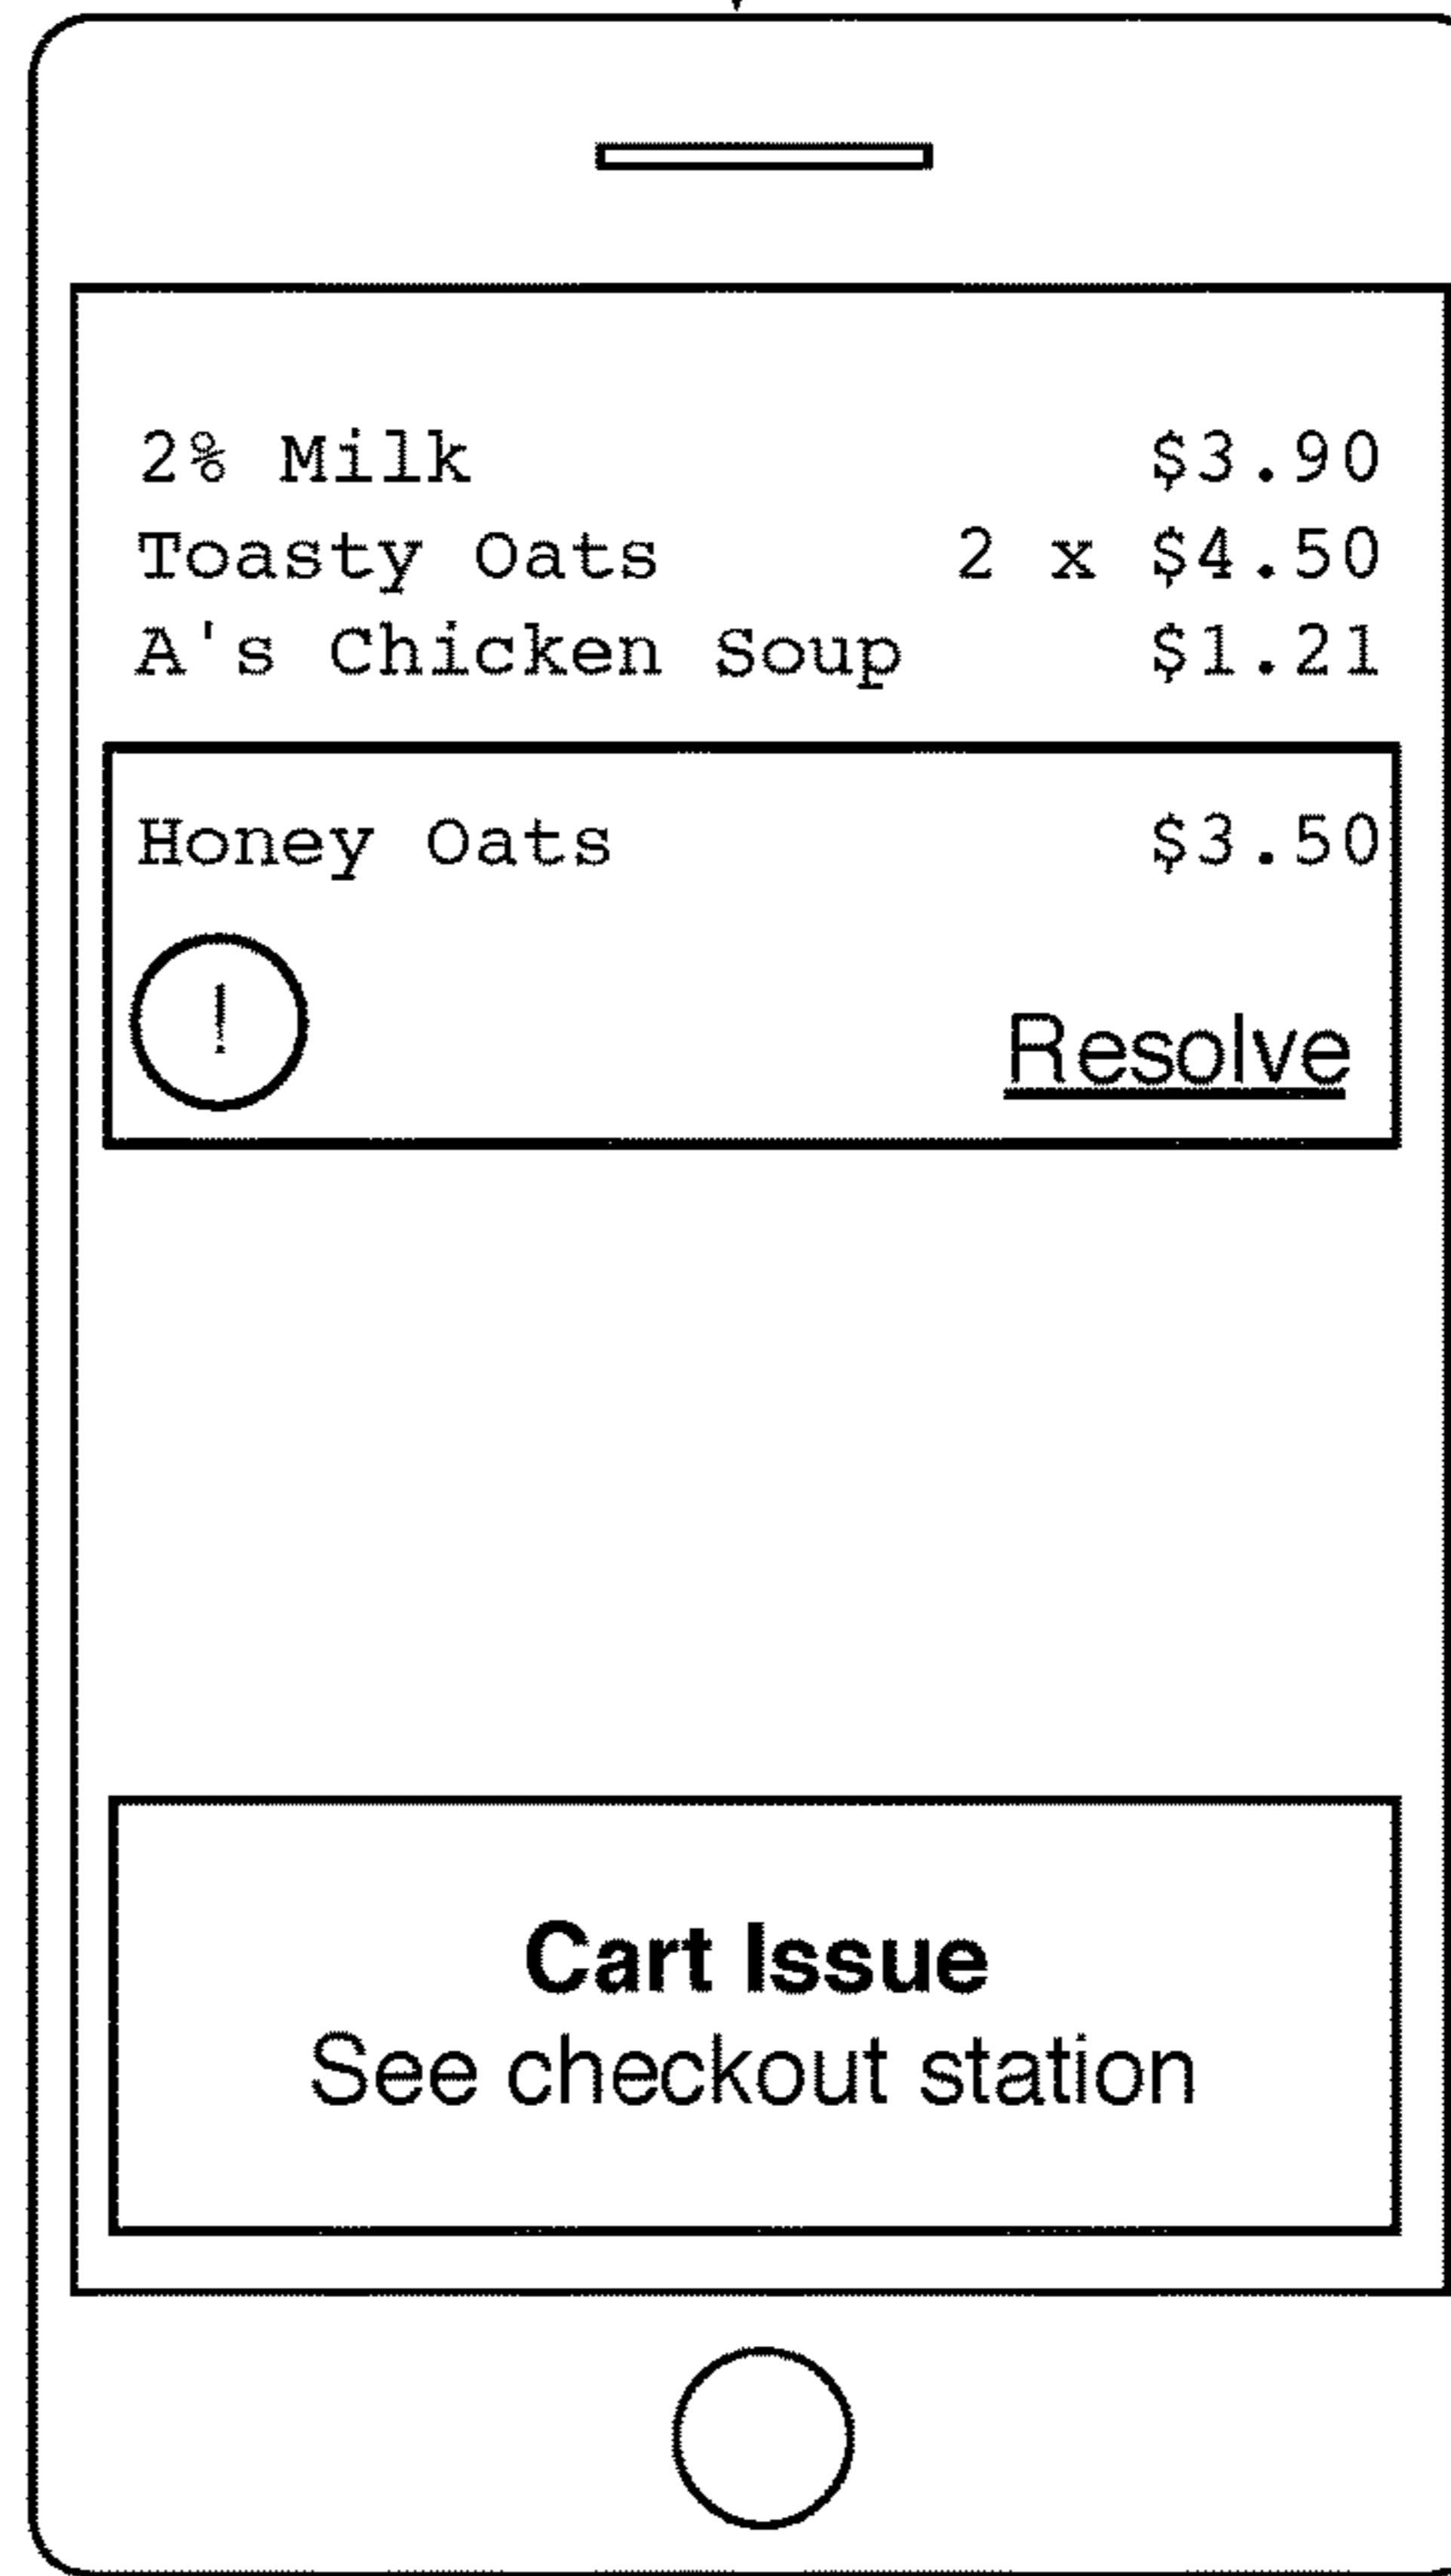 2% Milk $3.90
Toasty Oats 2 x $4.50
A's Chicken Soup $1.21
Honey Oats $3.50
!
Resolve
Cart Issue
See checkout station